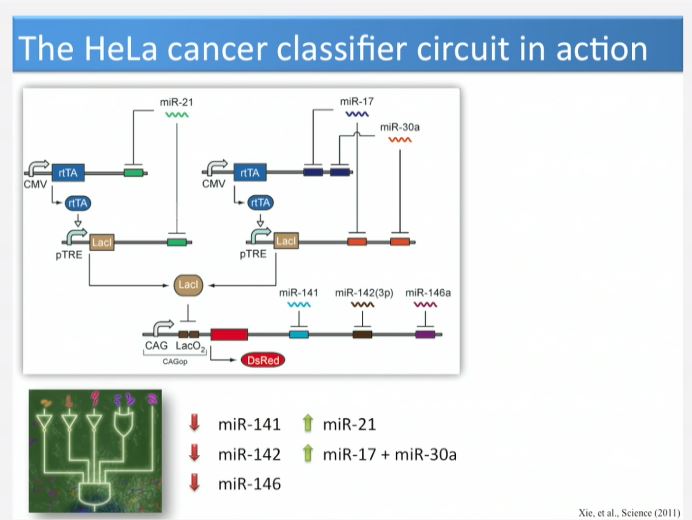 The HeLa cancer classifier circuit in action
miR-21
miR-17
miR-30a
rtTA
rtTA
CMV
CMV
rtTA
rtTA
LacI
LacI
pTRE
pTRE
LacI
miR-141 miR-142(3p) miR-146a
CAG LacO2
CAGop
DsRed
miR-141 miR-21
miR-142 miR-17 + miR-30a
miR-146
Xie, et al., Science (2011)